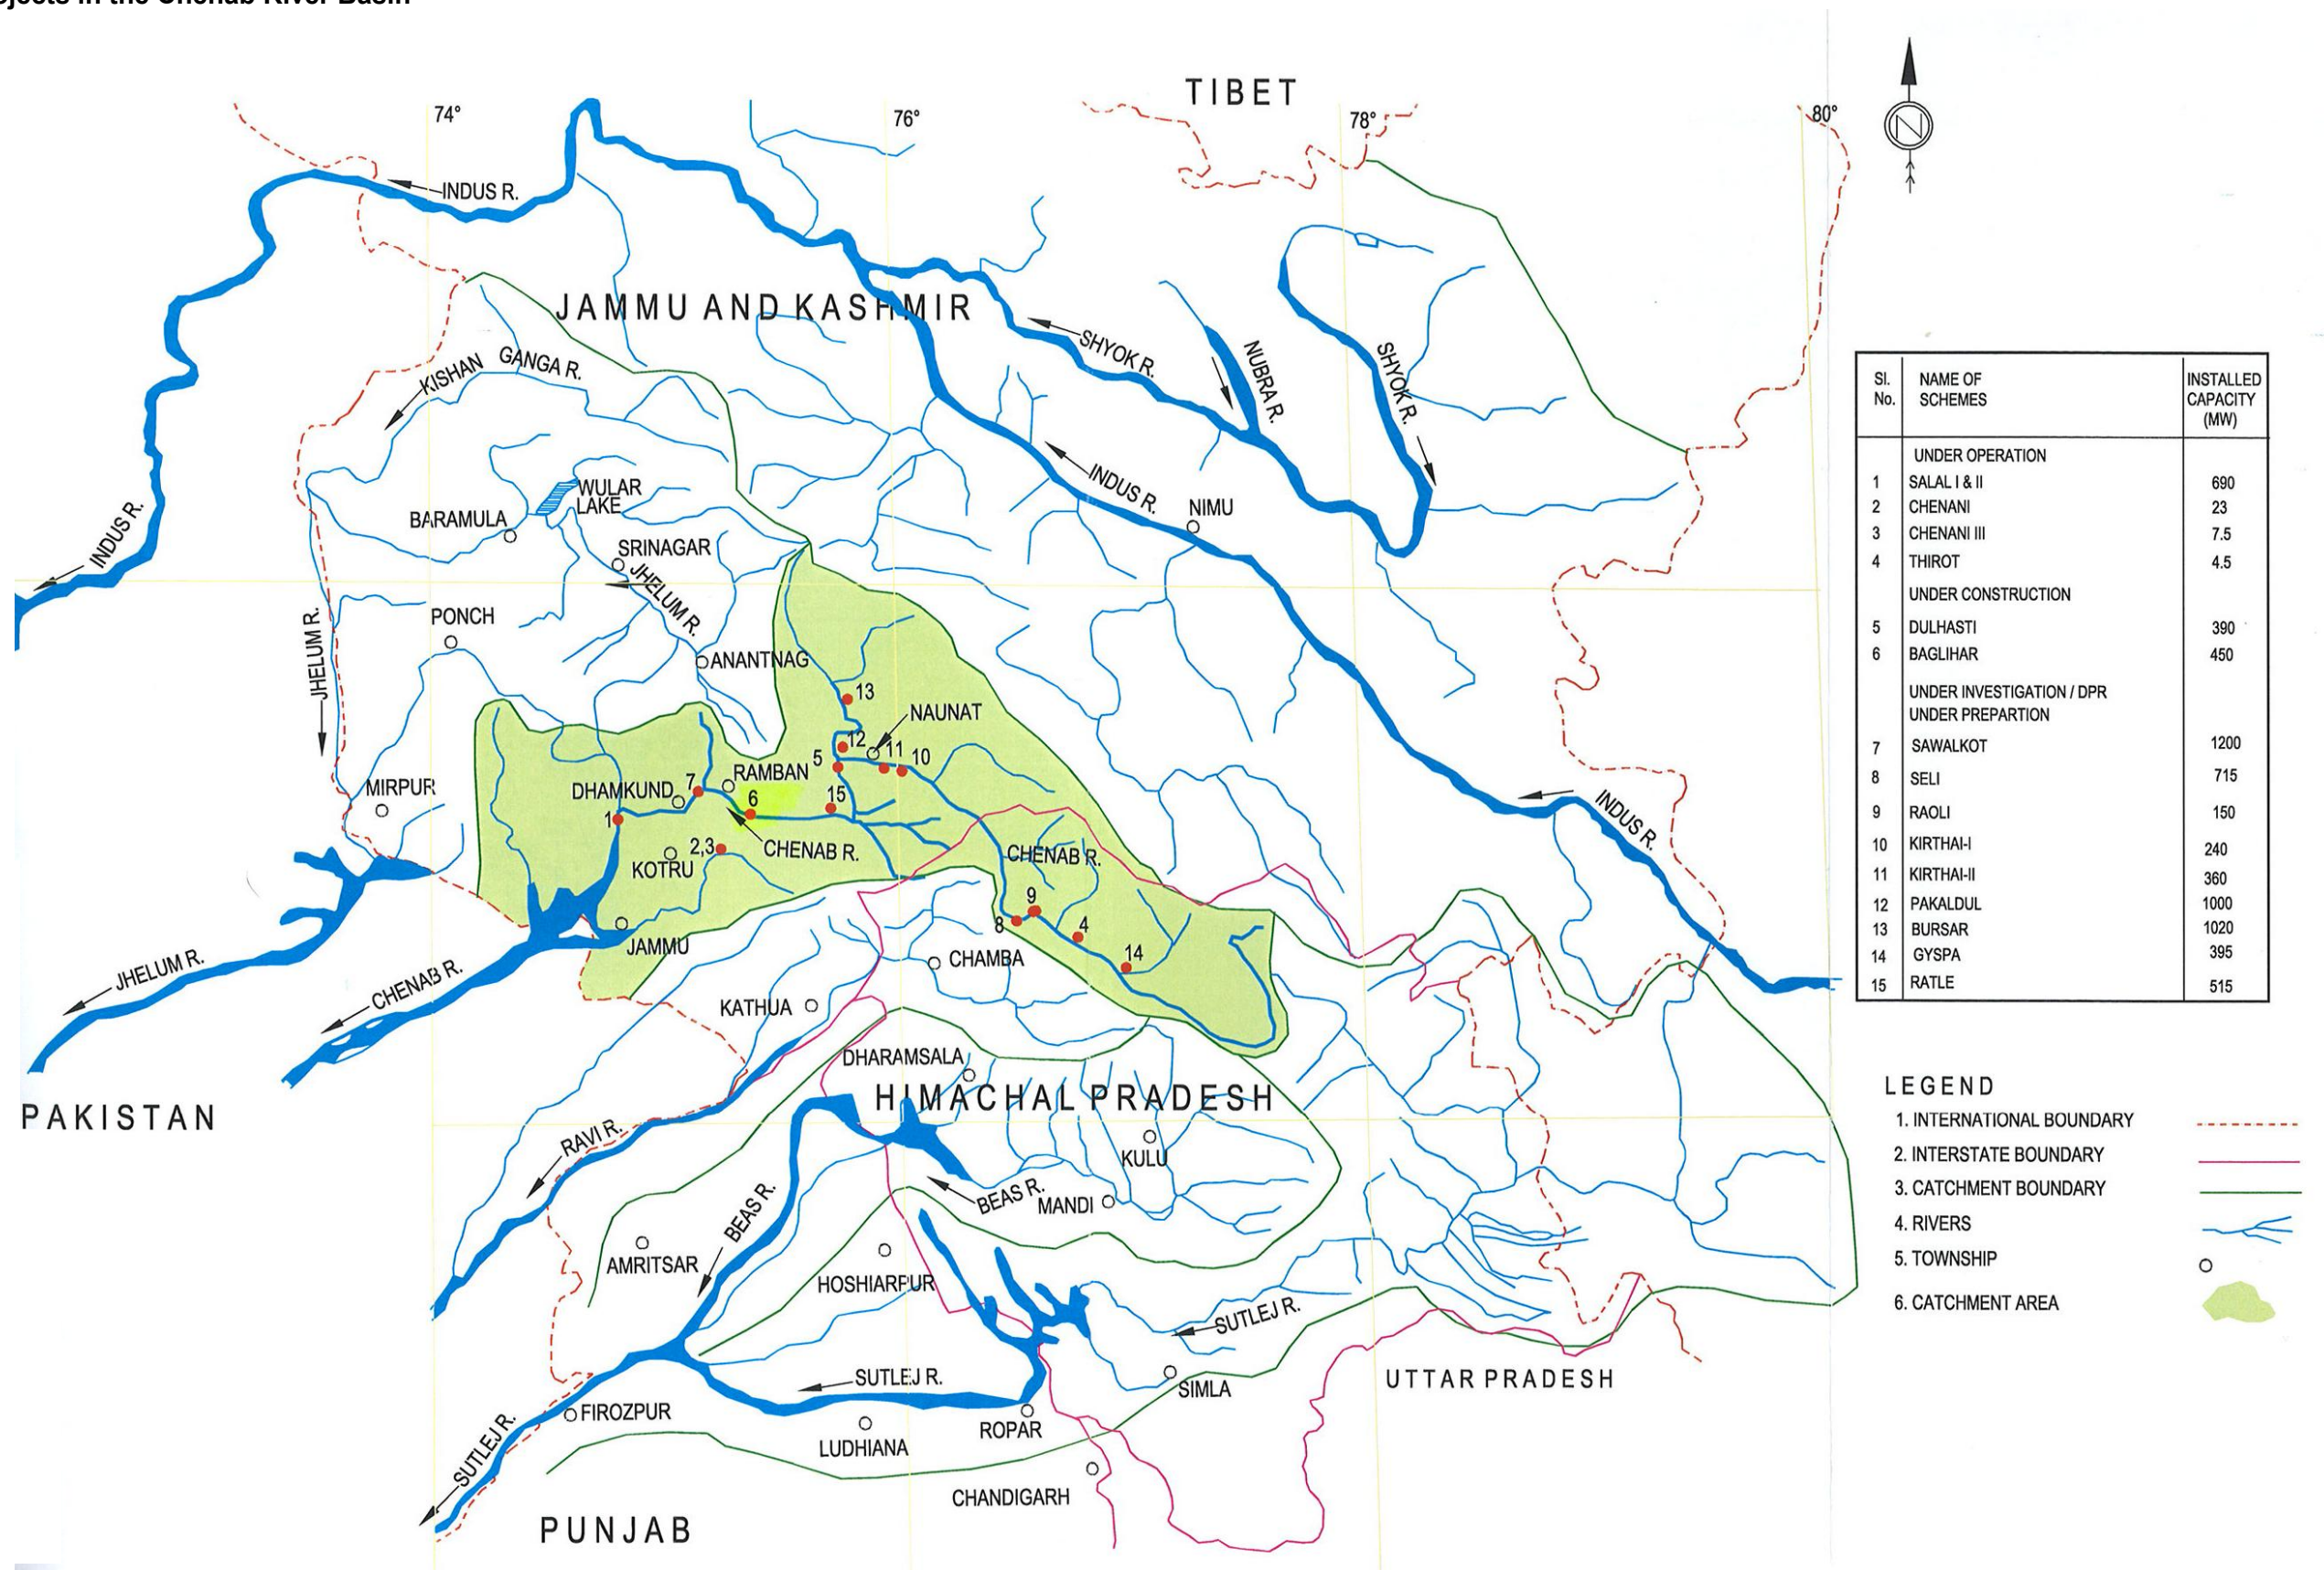 ojects in the Chenab River Basin
TIBET
74°
76°
78°
80°
N
INDUS R.
JAMMU AND KASHMIR
SHYOK R.
NUBRA R.
SHYOK R.
KISHAN GANGA R.
INDUS R.
WULAR
LAKE
BARAMULA
NIMU
SRINAGAR
INDUS R.
JHELUM R.
JHELUM R.
PONCH
ANANTNAG
13
NAUNAT
12
11
10
5
RAMBAN
DHAMKUND
7
6
15
MIRPUR
1
INDUS R.
CHENAB R.
2,3
KOTRU
CHENAB R.
9
8
4
14
JAMMU
CHAMBA
JHELUM R.
CHENAB R.
KATHUA
DHARAMSALA
HIMACHAL PRADESH
PAKISTAN
RAVI R.
KULU
BEAS R.
BEAS R.
MANDI
AMRITSAR
HOSHIARPUR
SUTLEJ R.
SUTLEJ R.
SIMLA
UTTAR PRADESH
FIROZPUR
ROPAR
LUDHIANA
SUTLEJ R.
CHANDIGARH
PUNJAB
Sl. No. NAME OF SCHEMES INSTALLED CAPACITY (MW)
UNDER OPERATION
1 SALAL I & II 690
2 CHENANI 23
3 CHENANI III 7.5
4 THIROT 4.5
UNDER CONSTRUCTION
5 DULHASTI 390
6 BAGLIHAR 450
UNDER INVESTIGATION / DPR
UNDER PREPARTION
7 SAWALKOT 1200
8 SELI 715
9 RAOLI 150
10 KIRTHAI-I 240
11 KIRTHAI-II 360
12 PAKALDUL 1000
13 BURSAR 1020
14 GYSPA 395
15 RATLE 515
LEGEND
1. INTERNATIONAL BOUNDARY
2. INTERSTATE BOUNDARY
3. CATCHMENT BOUNDARY
4. RIVERS
5. TOWNSHIP
6. CATCHMENT AREA